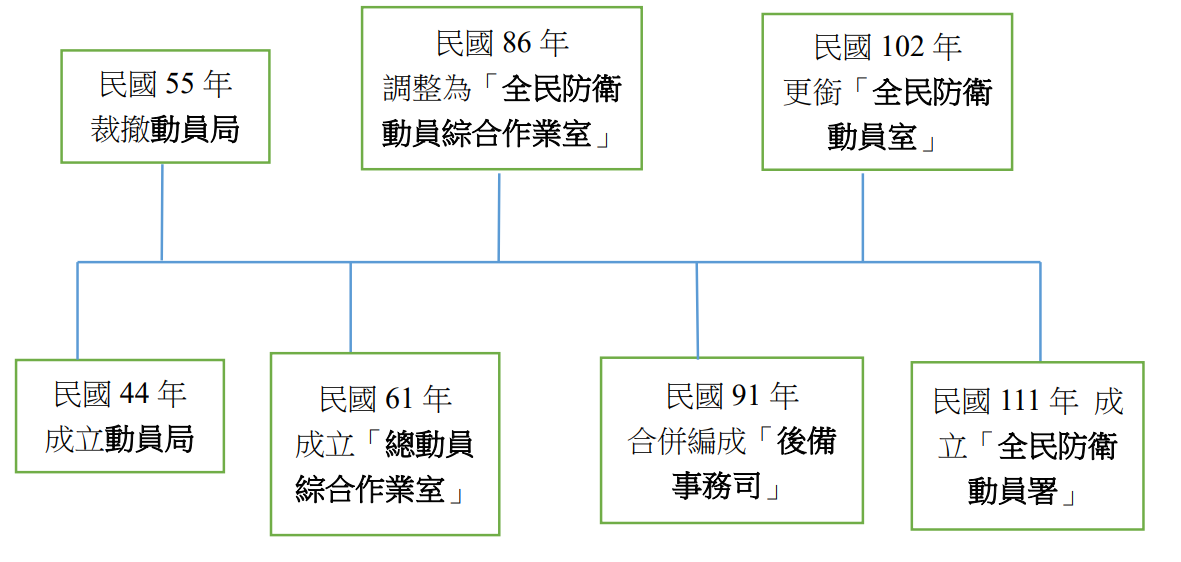 民國 55 年
裁撤動員局
民國 86 年
調整為「全民防衛
動員綜合作業室」
民國 102 年
更銜「全民防衛
動員室」
民國 44 年
成立動員局
民國 61 年
成立「總動員
綜合作業室」
民國 91 年
合併編成「後備
事務司」
民國 111 年 成
立「全民防衛
動員署」